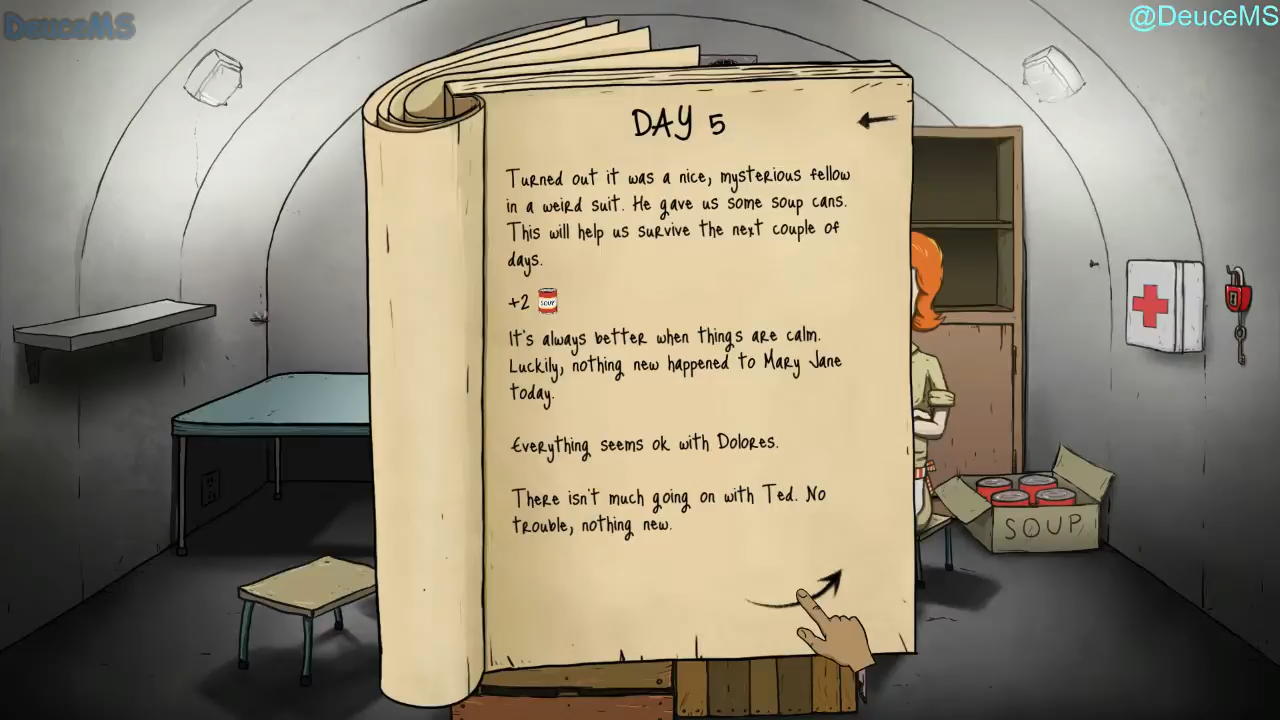 DeuceMS
@DeuceMS
DAY 5
Turned out it was a nice, mysterious fellow
in a weird suit. He gave us some soup cans.
This will help us survive the next couple of
days.
+2 SOUP
It's always better when things are calm.
Luckily, nothing new happened to Mary Jane
today.
Everything seems ok with Dolores.
There isn't much going on with Ted. No
trouble, nothing new.
SOUP